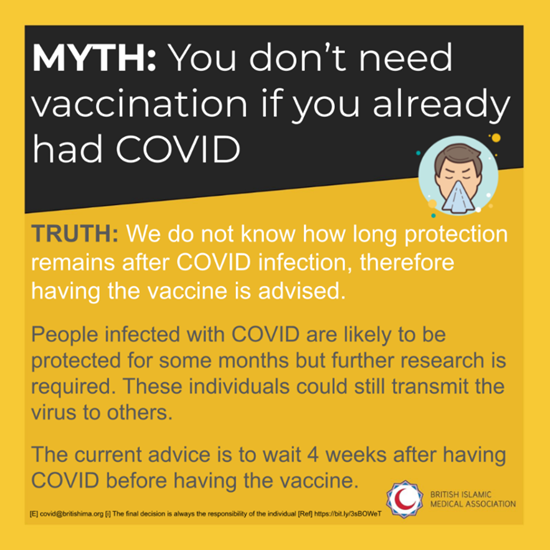 MYTH: You don't need
vaccination if you already
had COVID
TRUTH: We do not know how long protection
remains after COVID infection, therefore
having the vaccine is advised.
People infected with COVID are likely to be
protected for some months but further research is
required. These individuals could still transmit the
virus to others.
The current advice is to wait 4 weeks after having
COVID before having the vaccine.
BRITISH ISLAMIC
MEDICAL ASSOCIATION
[E] covid@britishima.org [i] The final decision is always the responsibility of the individual [Ref] https://bit.ly/3sBOWeT